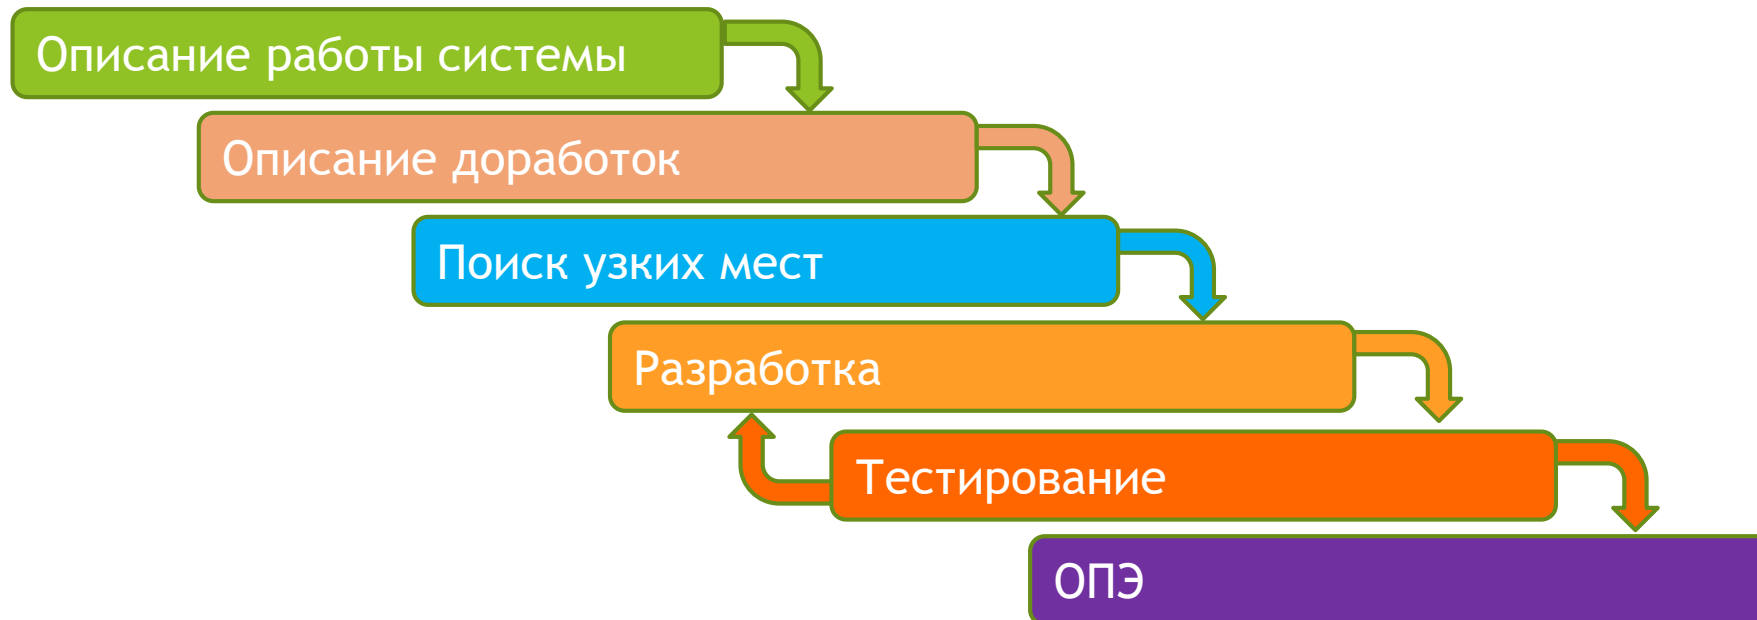 Описание работы системы
Описание доработок
Поиск узких мест
Разработка
Тестирование
ОПЭ